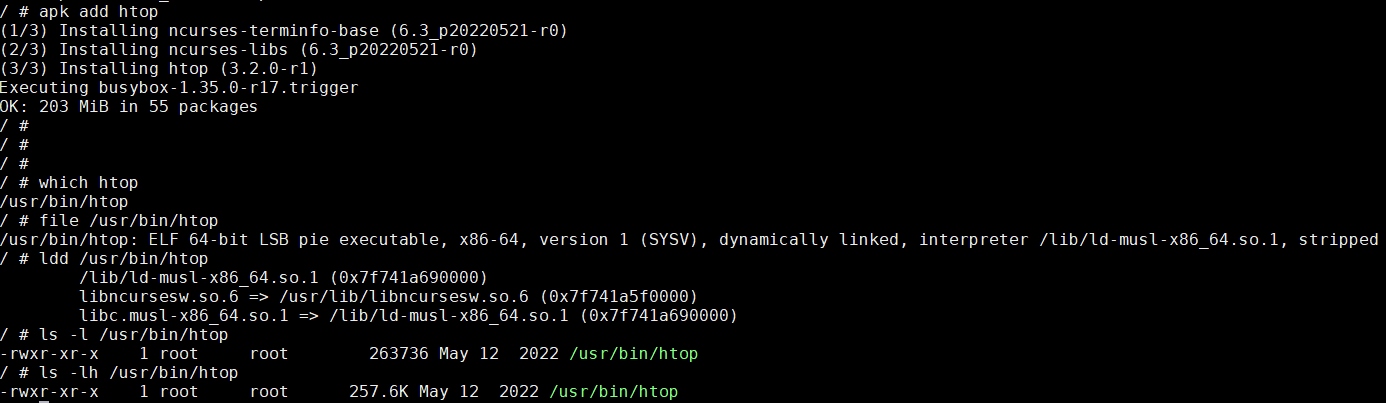 / # apk add htop
(1/3) Installing ncurses-terminfo-base (6.3_p20220521-r0)
(2/3) Installing ncurses-libs (6.3_p20220521-r0)
(3/3) Installing htop (3.2.0-r1)
Executing busybox-1.35.0-r17.trigger
OK: 203 MiB in 55 packages
/ #
/ #
/ #
/ # which htop
/usr/bin/htop
/ # file /usr/bin/htop
/usr/bin/htop: ELF 64-bit LSB pie executable, x86-64, version 1 (SYSV), dynamically linked, interpreter /lib/ld-musl-x86_64.so.1, stripped
/ # ldd /usr/bin/htop
        /lib/ld-musl-x86_64.so.1 (0x7f741a690000)
        libncursesw.so.6 => /usr/lib/libncursesw.so.6 (0x7f741a5f0000)
        libc.musl-x86_64.so.1 => /lib/ld-musl-x86_64.so.1 (0x7f741a690000)
/ # ls -l /usr/bin/htop
-rwxr-xr-x    1 root     root        263736 May 12  2022 /usr/bin/htop
/ # ls -lh /usr/bin/htop
-rwxr-xr-x    1 root     root      257.6K May 12  2022 /usr/bin/htop